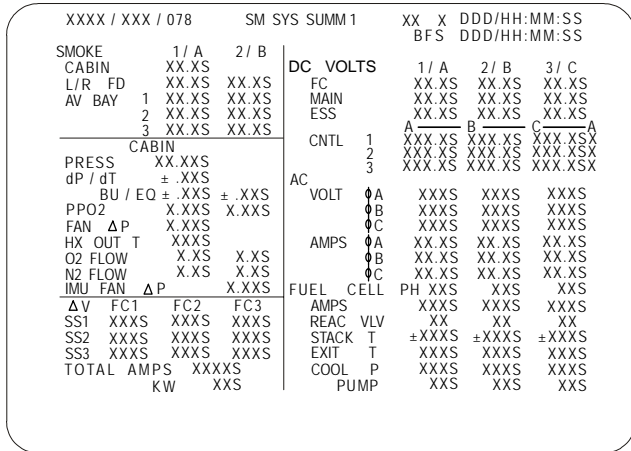 XXXX / XXX / 078 SM SYS SUMM 1 XX X DDD/HH:MM:SS
BFS DDD/HH:MM:SS
SMOKE 1/ A 2/ B
CABIN XX.XS
L/R FD XX.XS XX.XS
AV BAY 1 XX.XS XX.XS
2 XX.XS XX.XS
3 XX.XS XX.XS
CABIN
PRESS XX.XXS
dP / dT ± .XXS
BU / EQ ± .XXS ± .XXS
PPO2 X.XXS X.XXS
FAN Δ P X.XXS
HX OUT T XXXS
O2 FLOW X.XS X.XS
N2 FLOW X.XS X.XS
IMU FAN Δ P X.XXS
Δ V FC1 FC2 FC3
SS1 XXXS XXXS XXXS
SS2 XXXS XXXS XXXS
SS3 XXXS XXXS XXXS
TOTAL AMPS XXXXS
KW XXS
DC VOLTS 1/ A 2/ B 3/ C
FC XX.XS XX.XS XX.XS
MAIN XX.XS XX.XS XX.XS
ESS XX.XS XX.XS XX.XS
A B C A
CNTL 1 XXX.XS XXX.XS XXX.XSX
2 XXX.XS XXX.XS XXX.XSX
3 XXX.XS XXX.XS XXX.XSX
AC
VOLT ϕA XXXS XXXS XXXS
ϕB XXXS XXXS XXXS
ϕC XXXS XXXS XXXS
AMPS ϕA XX.XS XX.XS XX.XS
ϕB XX.XS XX.XS XX.XS
ϕC XX.XS XX.XS XX.XS
FUEL CELL PH XXS XXS XXS
AMPS XXXS XXXS XXXS
REAC VLV XX XX XX
STACK T ±XXXS ±XXXS ±XXXS
EXIT T XXXS XXXS XXXS
COOL P XXXS XXXS XXXS
PUMP XXS XXS XXS